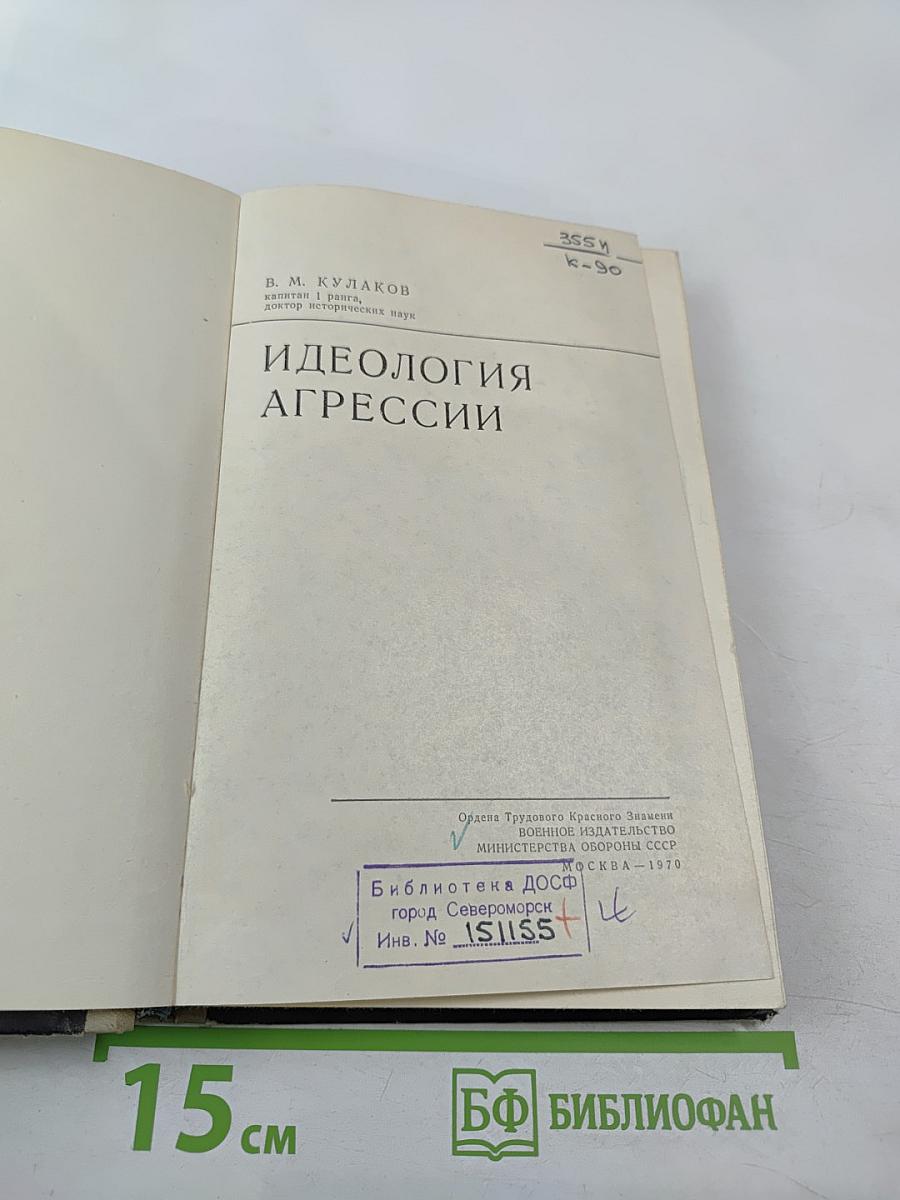 355И
К-90
В. М. КУЛАКОВ
капитан 1 ранга,
доктор исторических наук
ИДЕОЛОГИЯ
АГРЕССИИ
Ордена Трудового Красного Знамени
ВОЕННОЕ ИЗДАТЕЛЬСТВО
МИНИСТЕРСТВА ОБОРОНЫ СССР
МОСКВА — 1970
Библиотека ДОСФ
город Североморск
Инв. № 151155
15 см
БФ БИБЛИОФАН